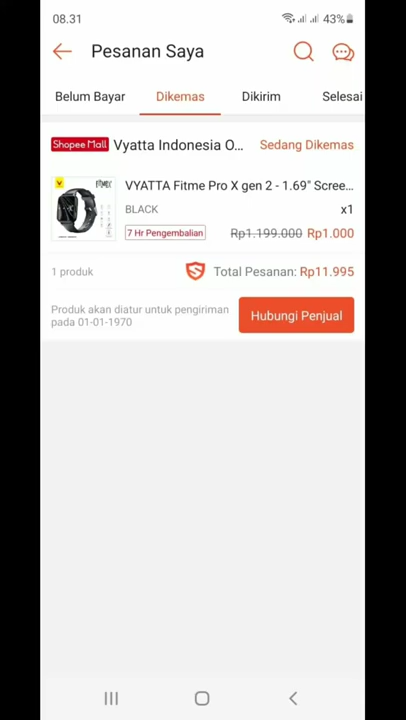 08.31
43%
Pesanan Saya
Belum Bayar Dikemas Dikirim Selesai
Shopee Mall Vyatta Indonesia O... Sedang Dikemas
VYATTA Fitme Pro X gen 2 - 1.69" Scree...
BLACK x1
7 Hr Pengembalian Rp1.199.000 Rp1.000
1 produk Total Pesanan: Rp11.995
Produk akan diatur untuk pengiriman
pada 01-01-1970
Hubungi Penjual